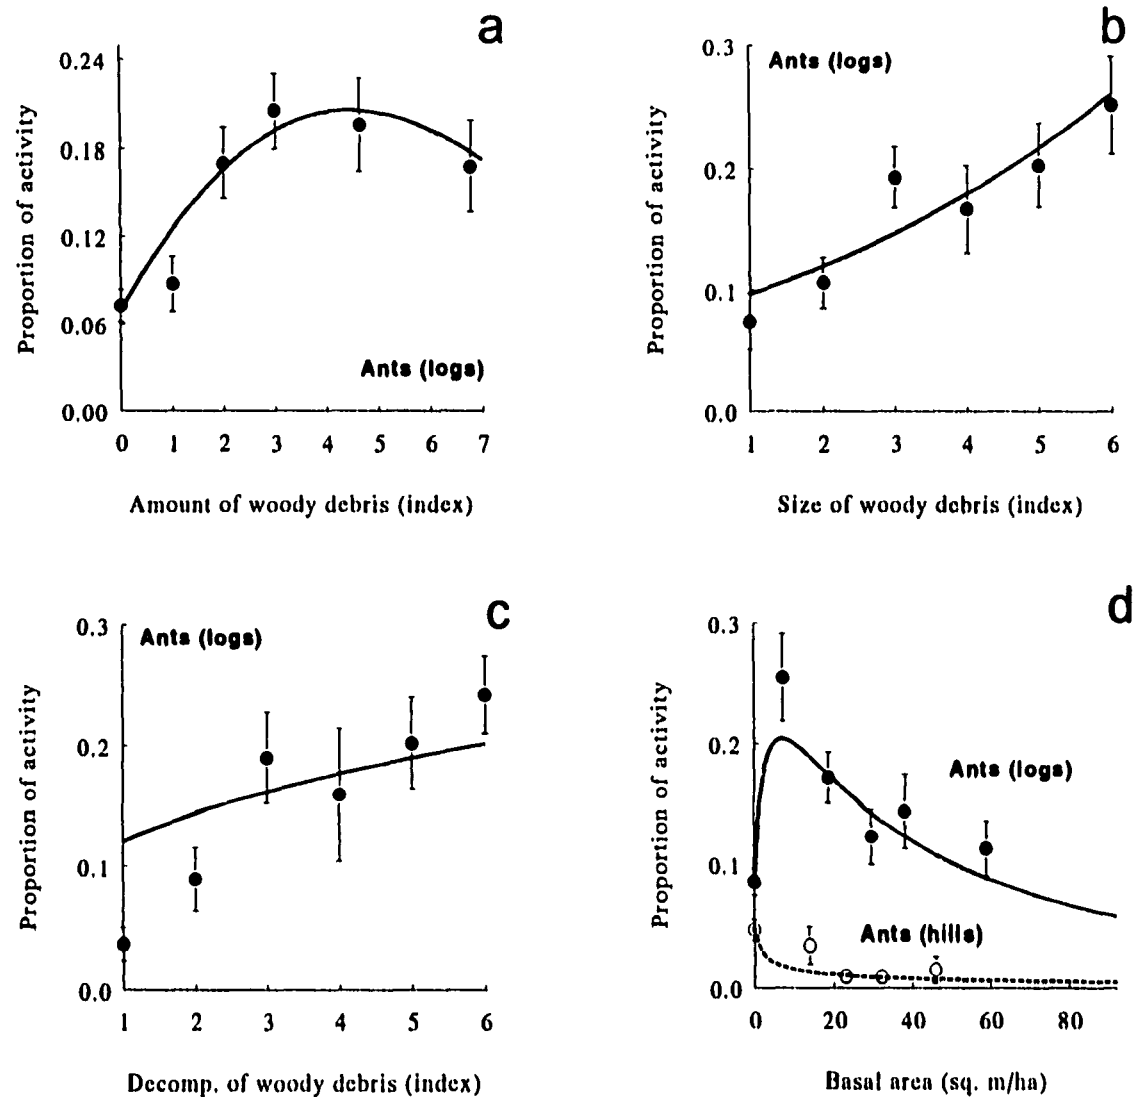 a
0.24
0.18
0.12
0.06
0.00
Proportion of activity
Ants (logs)
0 1 2 3 4 5 6 7
Amount of woody debris (index)
b
0.3
0.2
0.1
0.0
Proportion of activity
Ants (logs)
1 2 3 4 5 6
Size of woody debris (index)
c
0.3
0.2
0.1
0.0
Proportion of activity
Ants (logs)
1 2 3 4 5 6
Decomp. of woody debris (index)
d
0.3
0.2
0.1
0.0
Proportion of activity
Ants (logs)
Ants (hills)
0 20 40 60 80
Basal area (sq. m/ha)